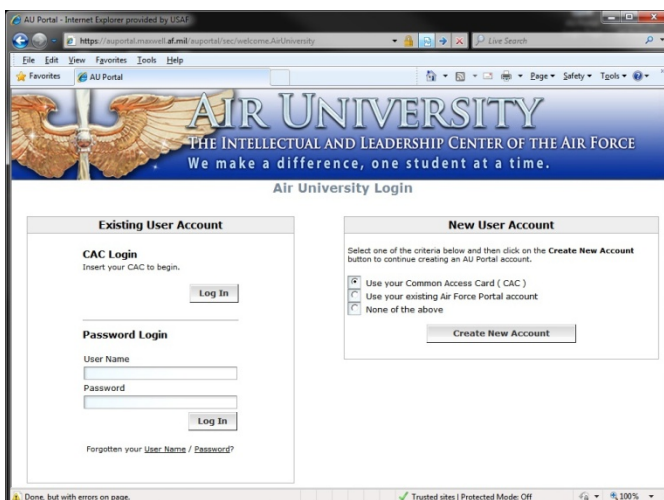 AU Portal - Internet Explorer provided by USAF
https://auportal.maxwell.af.mil/auportal/sec/welcome.AirUniversity
Live Search
File Edit View Favorites Tools Help
Favorites AU Portal
Page Safety Tools
AIR UNIVERSITY
THE INTELLECTUAL AND LEADERSHIP CENTER OF THE AIR FORCE
We make a difference, one student at a time.
Air University Login
Existing User Account
CAC Login
Insert your CAC to begin.
Log In
Password Login
User Name
Password
Log In
Forgotten your User Name / Password?
New User Account
Select one of the criteria below and then click on the Create New Account
button to continue creating an AU Portal account.
Use your Common Access Card ( CAC )
Use your existing Air Force Portal account
None of the above
Create New Account
Done, but with errors on page.
Trusted sites | Protected Mode: Off
100%